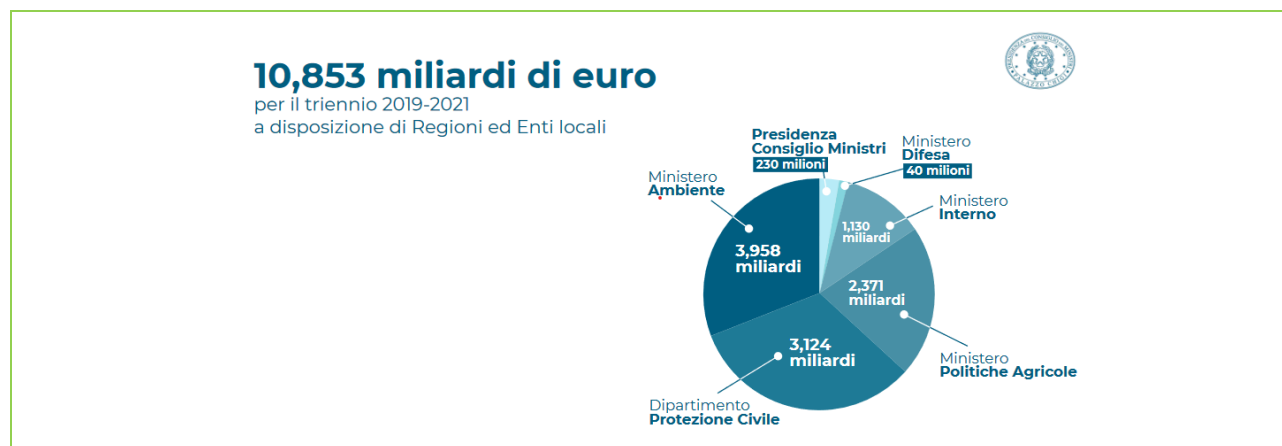 10,853 miliardi di euro
per il triennio 2019-2021
a disposizione di Regioni ed Enti locali
Presidenza
Consiglio Ministri
230 milioni
Ministero
Difesa
40 milioni
Ministero
Ambiente
Ministero
Interno
1,130
miliardi
3,958
miliardi
2,371
miliardi
3,124
miliardi
Ministero
Politiche Agricole
Dipartimento
Protezione Civile